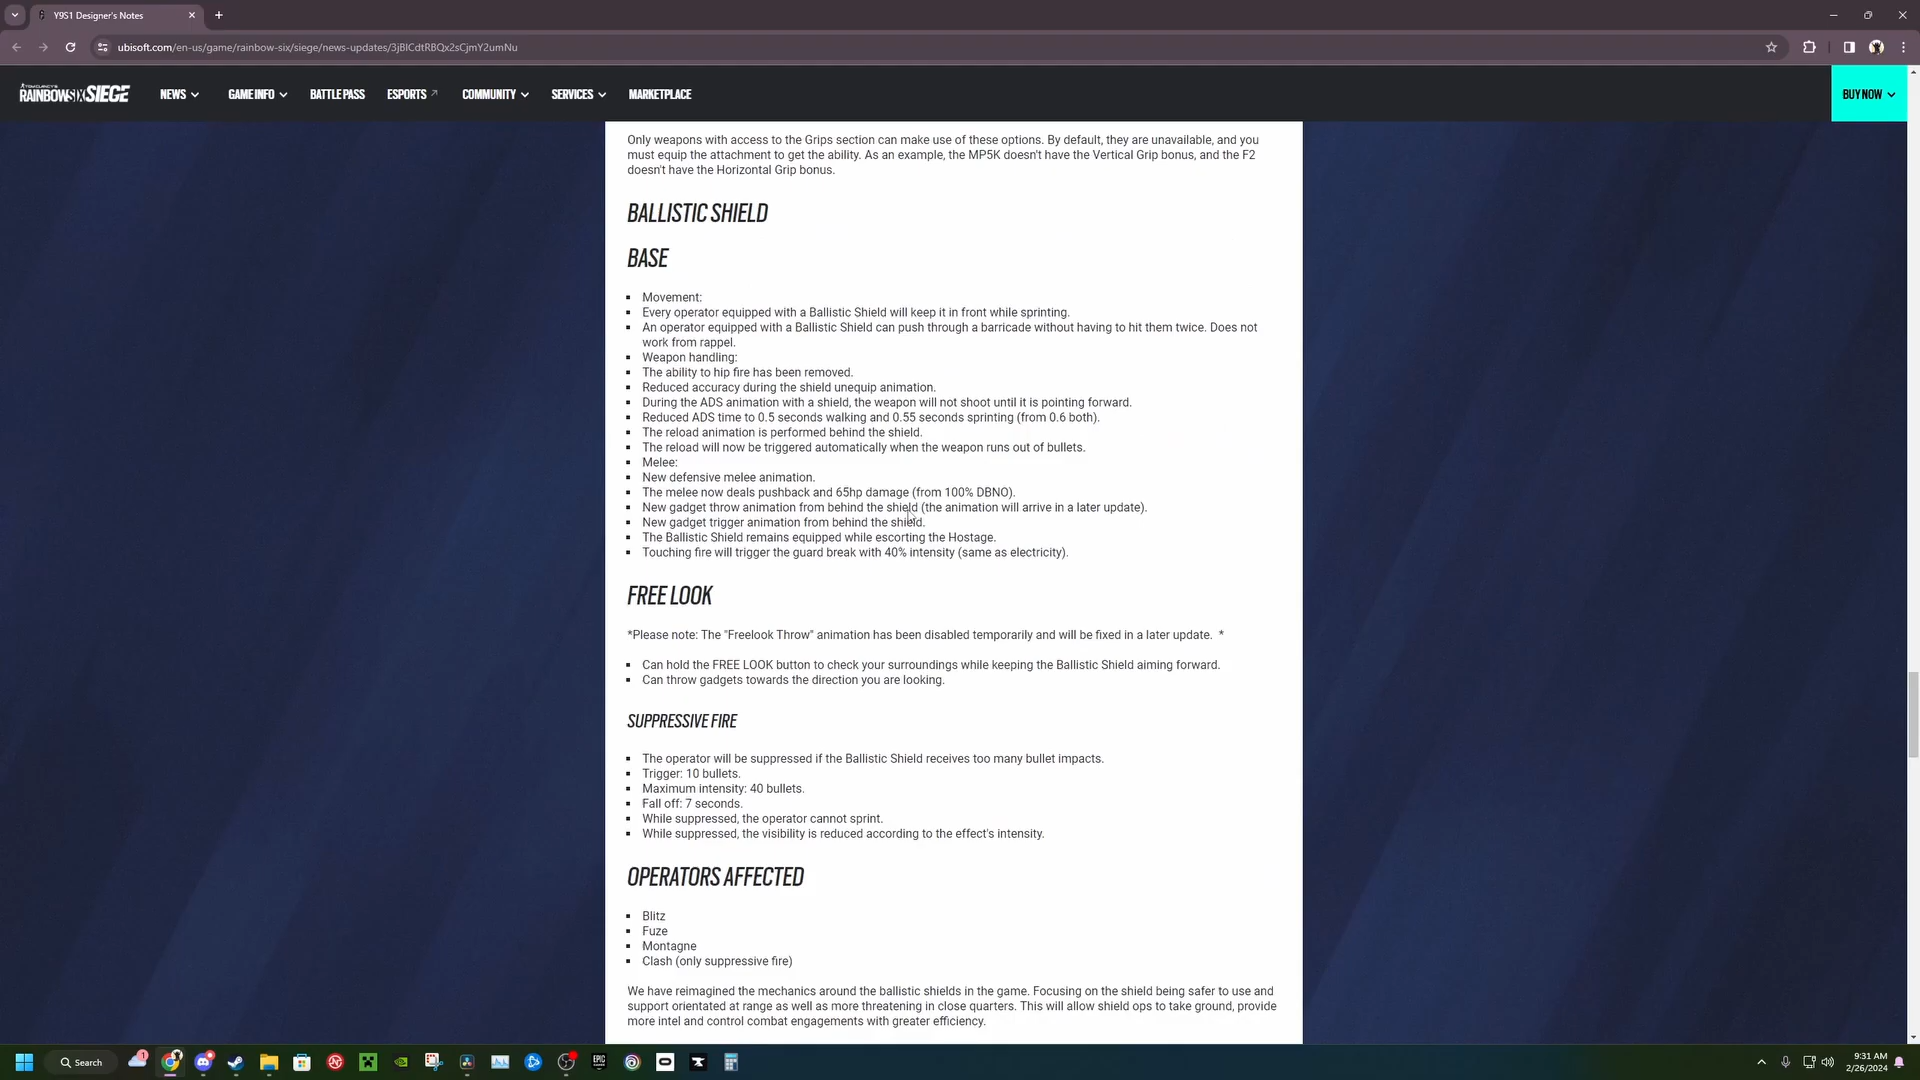 Y9S1 Designer's Notes
ubisoft.com/en-us/game/rainbow-six/siege/news-updates/3jBlCdtRBQx2sCjmY2umNu
TOM CLANCY'S
RAINBOWSIX SIEGE
NEWS GAME INFO BATTLE PASS ESPORTS COMMUNITY SERVICES MARKETPLACE BUY NOW
Only weapons with access to the Grips section can make use of these options. By default, they are unavailable, and you
must equip the attachment to get the ability. As an example, the MP5K doesn't have the Vertical Grip bonus, and the F2
doesn't have the Horizontal Grip bonus.
BALLISTIC SHIELD
BASE
Movement:
Every operator equipped with a Ballistic Shield will keep it in front while sprinting.
An operator equipped with a Ballistic Shield can push through a barricade without having to hit them twice. Does not
work from rappel.
Weapon handling:
The ability to hip fire has been removed.
Reduced accuracy during the shield unequip animation.
During the ADS animation with a shield, the weapon will not shoot until it is pointing forward.
Reduced ADS time to 0.5 seconds walking and 0.55 seconds sprinting (from 0.6 both).
The reload animation is performed behind the shield.
The reload will now be triggered automatically when the weapon runs out of bullets.
Melee:
New defensive melee animation.
The melee now deals pushback and 65hp damage (from 100% DBNO).
New gadget throw animation from behind the shield (the animation will arrive in a later update).
New gadget trigger animation from behind the shield.
The Ballistic Shield remains equipped while escorting the Hostage.
Touching fire will trigger the guard break with 40% intensity (same as electricity).
FREE LOOK
*Please note: The "Freelook Throw" animation has been disabled temporarily and will be fixed in a later update. *
Can hold the FREE LOOK button to check your surroundings while keeping the Ballistic Shield aiming forward.
Can throw gadgets towards the direction you are looking.
SUPPRESSIVE FIRE
The operator will be suppressed if the Ballistic Shield receives too many bullet impacts.
Trigger: 10 bullets.
Maximum intensity: 40 bullets.
Fall off: 7 seconds.
While suppressed, the operator cannot sprint.
While suppressed, the visibility is reduced according to the effect's intensity.
OPERATORS AFFECTED
Blitz
Fuze
Montagne
Clash (only suppressive fire)
We have reimagined the mechanics around the ballistic shields in the game. Focusing on the shield being safer to use and
support orientated at range as well as more threatening in close quarters. This will allow shield ops to take ground, provide
more intel and control combat engagements with greater efficiency.
Search
1
EPIC
9:31 AM
2/26/2024